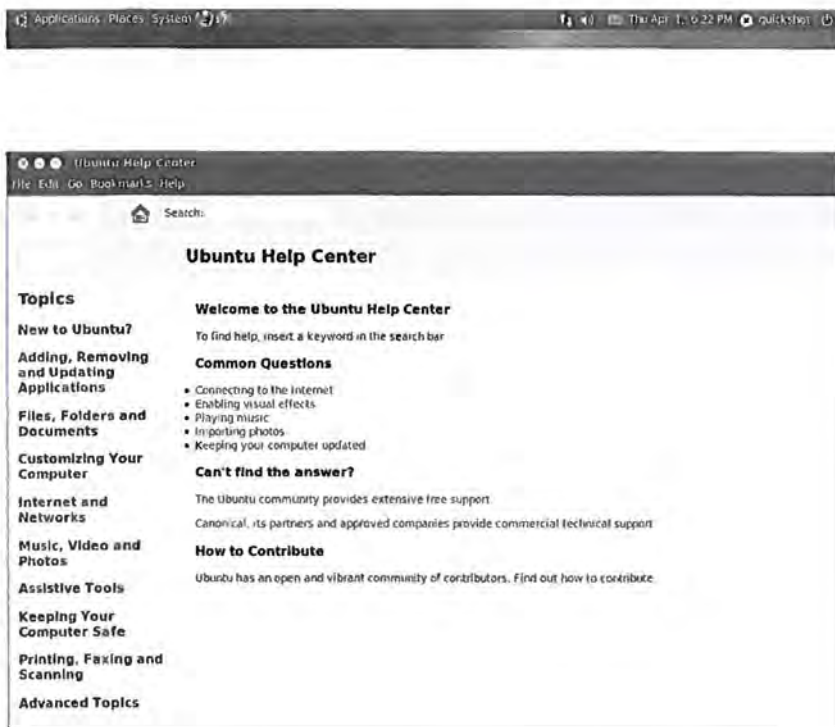 Applications Places System
Thu Apr 1, 6:22 PM quickshot
Ubuntu Help Center
File Edit Go Bookmarks Help
Search:
Ubuntu Help Center
Topics
New to Ubuntu?
Adding, Removing
and Updating
Applications
Files, Folders and
Documents
Customizing Your
Computer
Internet and
Networks
Music, Video and
Photos
Assistive Tools
Keeping Your
Computer Safe
Printing, Faxing and
Scanning
Advanced Topics
Welcome to the Ubuntu Help Center
To find help, insert a keyword in the search bar
Common Questions
• Connecting to the Internet
• Enabling visual effects
• Playing music
• Importing photos
• Keeping your computer updated
Can't find the answer?
The Ubuntu community provides extensive free support
Canonical, its partners and approved companies provide commercial technical support
How to Contribute
Ubuntu has an open and vibrant community of contributors. Find out how to contribute